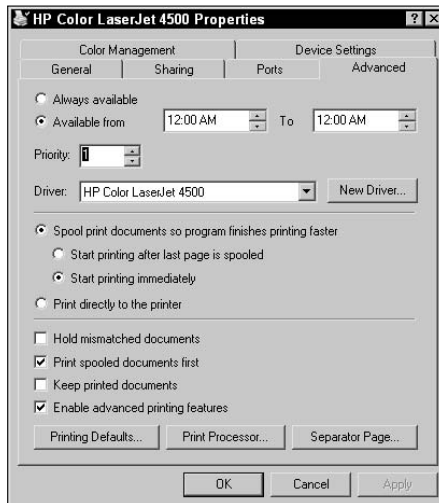 HP Color LaserJet 4500 Properties
Color Management Device Settings
General Sharing Ports Advanced
Always available
Available from 12:00 AM To 12:00 AM
Priority: 1
Driver: HP Color LaserJet 4500 New Driver...
Spool print documents so program finishes printing faster
Start printing after last page is spooled
Start printing immediately
Print directly to the printer
Hold mismatched documents
Print spooled documents first
Keep printed documents
Enable advanced printing features
Printing Defaults... Print Processor... Separator Page...
OK Cancel Apply